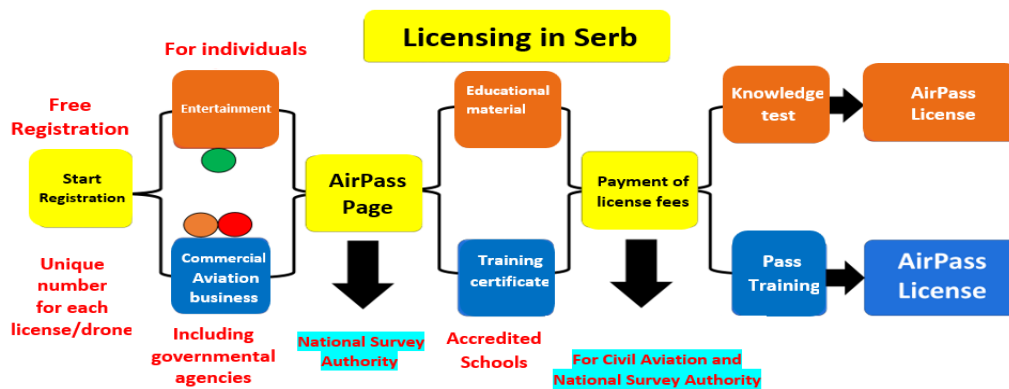 Licensing in Serb
For individuals
Free
Registration
Start
Registration
Unique
number
for each
license/drone
Entertainment
Commercial
Aviation
business
Including
governmental
agencies
AirPass
Page
National Survey
Authority
Educational
material
Training
certificate
Accredited
Schools
Payment of
license fees
For Civil Aviation and
National Survey Authority
Knowledge
test
AirPass
License
Pass
Training
AirPass
License